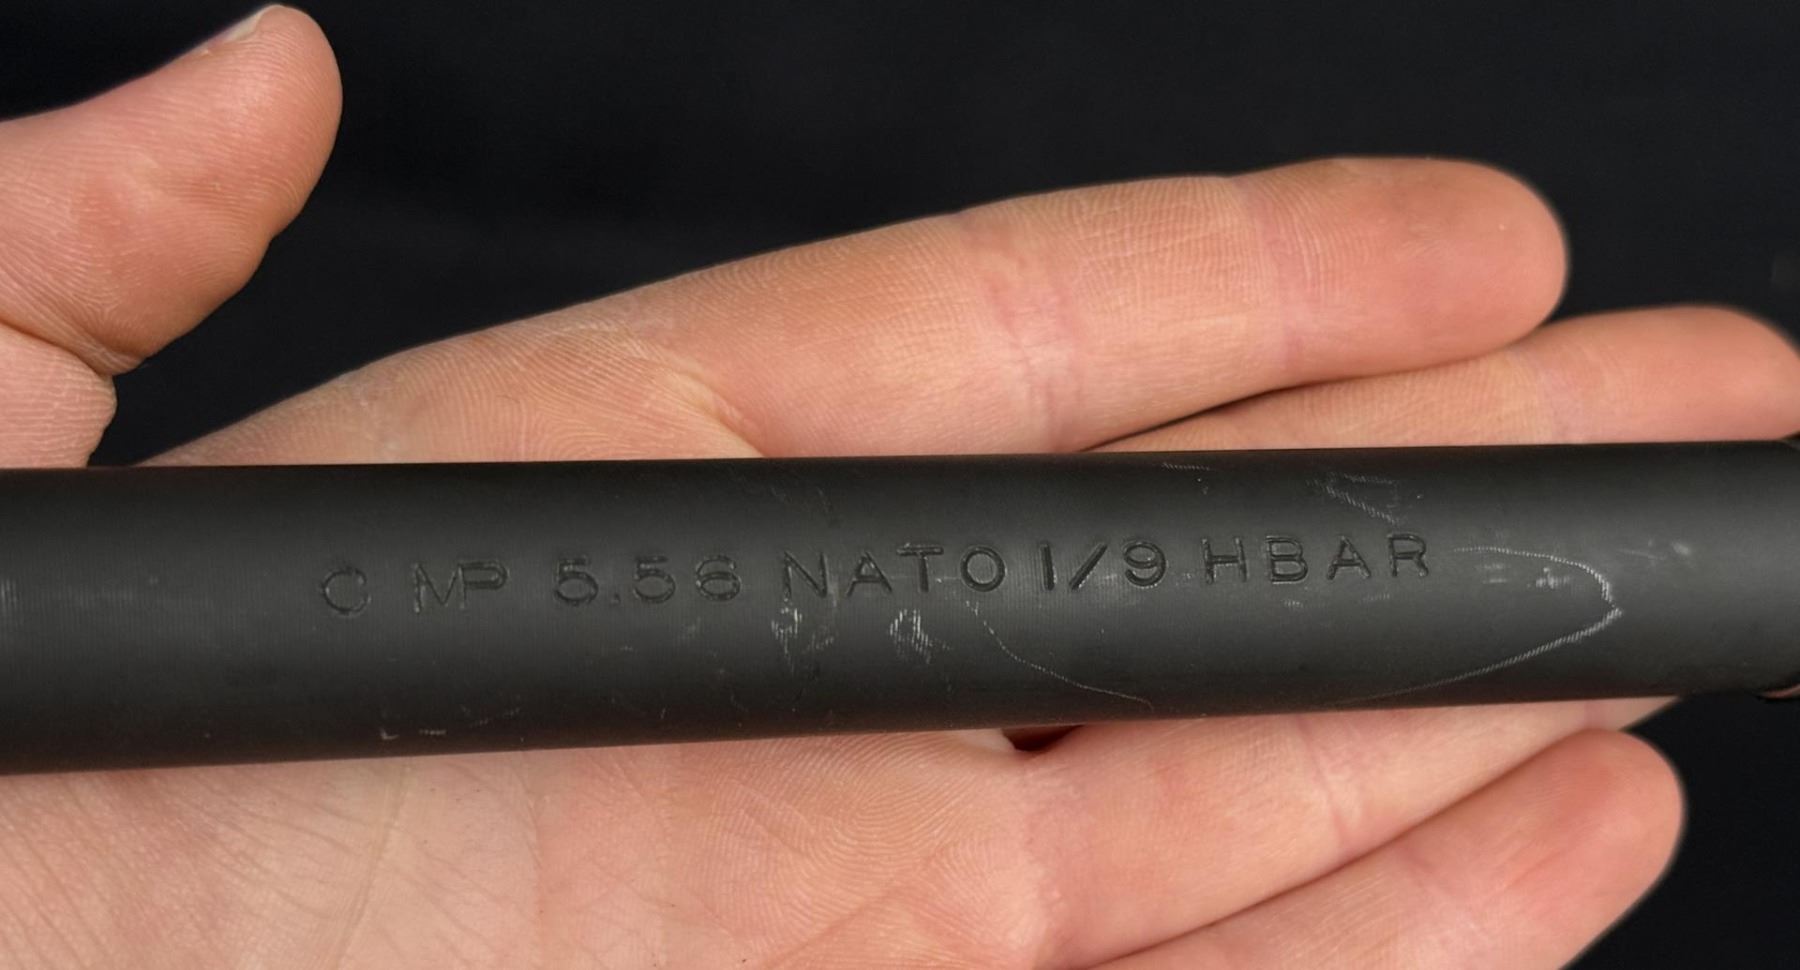 C MP 5.56 NATO 1/9 HBAR